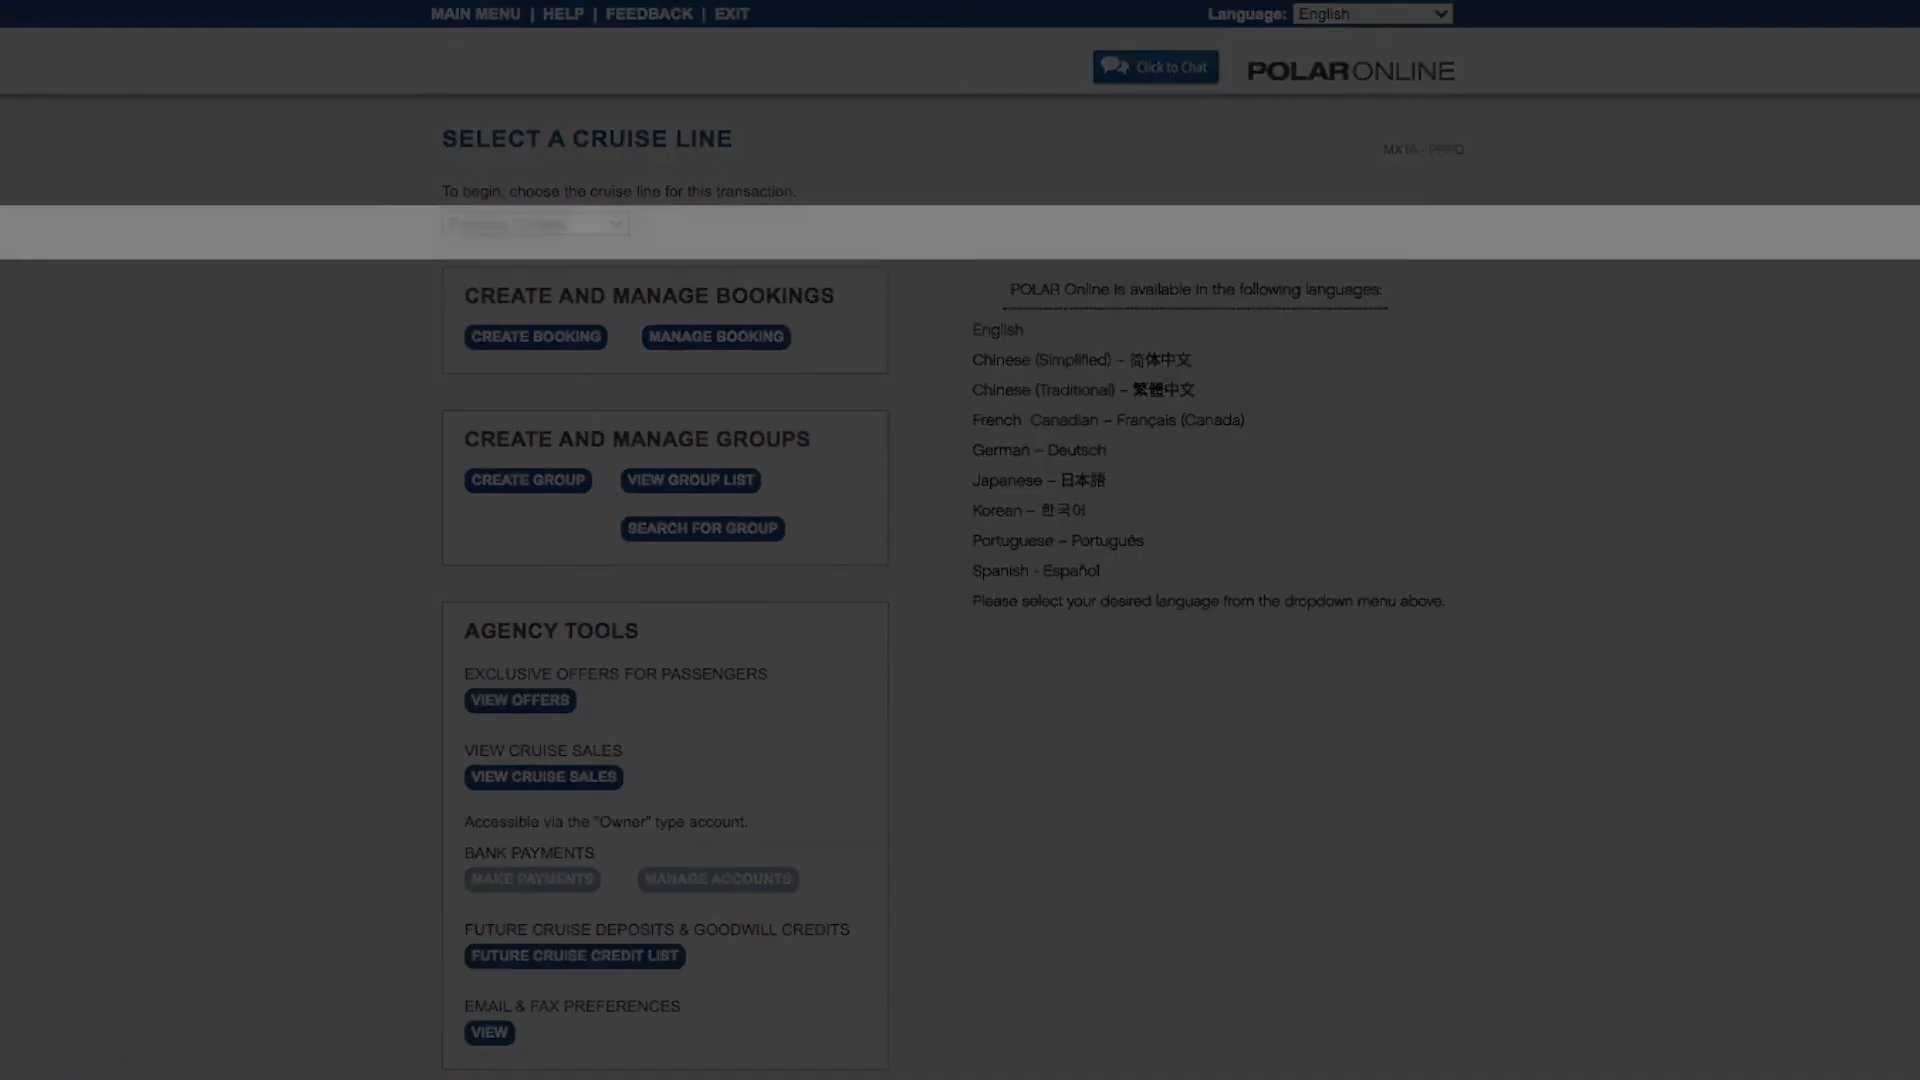 MAIN MENU | HELP | FEEDBACK | EXIT
Language: English
Click to Chat
POLAR ONLINE
SELECT A CRUISE LINE
MXTA - PPPO
To begin, choose the cruise line for this transaction.
CREATE AND MANAGE BOOKINGS
CREATE BOOKING
MANAGE BOOKING
CREATE AND MANAGE GROUPS
CREATE GROUP
VIEW GROUP LIST
SEARCH FOR GROUP
AGENCY TOOLS
EXCLUSIVE OFFERS FOR PASSENGERS
VIEW OFFERS
VIEW CRUISE SALES
VIEW CRUISE SALES
Accessible via the "Owner" type account.
BANK PAYMENTS
MAKE PAYMENTS
MANAGE ACCOUNTS
FUTURE CRUISE DEPOSITS & GOODWILL CREDITS
FUTURE CRUISE CREDIT LIST
EMAIL & FAX PREFERENCES
VIEW
POLAR Online is available in the following languages:
English
Chinese (Simplified) – 简体中文
Chinese (Traditional) – 繁體中文
French Canadian – Français (Canada)
German – Deutsch
Japanese – 日本語
Korean – 한국어
Portuguese – Português
Spanish - Español
Please select your desired language from the dropdown menu above.